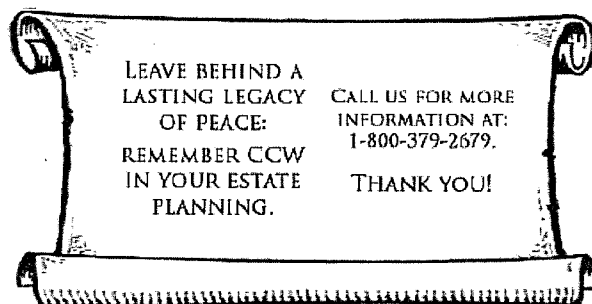 LEAVE BEHIND A
LASTING LEGACY
OF PEACE:
REMEMBER CCW
IN YOUR ESTATE
PLANNING.
CALL US FOR MORE
INFORMATION AT:
1-800-379-2679.
THANK YOU!